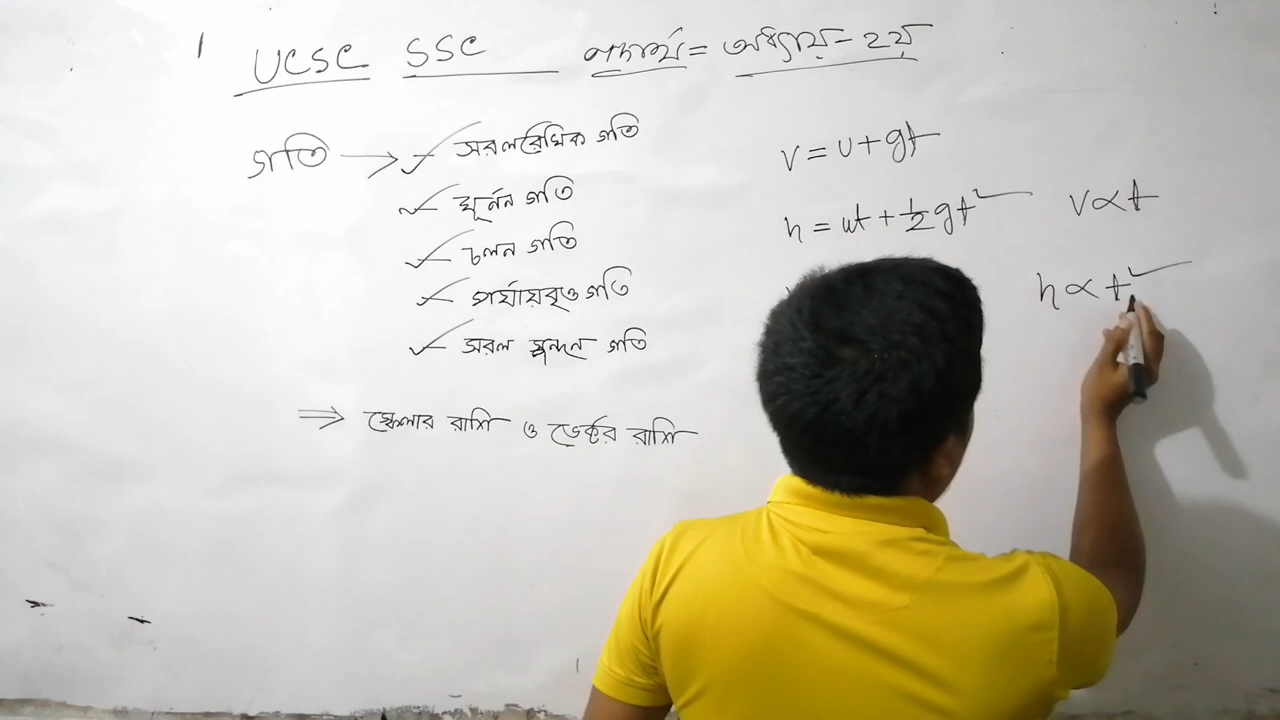 UCSC SSC পদার্থ = অধ্যায় - ২য়
গতি → সরলরৈখিক গতি
ঘূর্নন গতি
চলন গতি
পর্যায়বৃত্ত গতি
সরল স্পন্দন গতি
⇒ স্কেলার রাশি ও ভেক্টর রাশি
v = u + gt
h = ut + ½gt²
v ∝ t
h ∝ t²